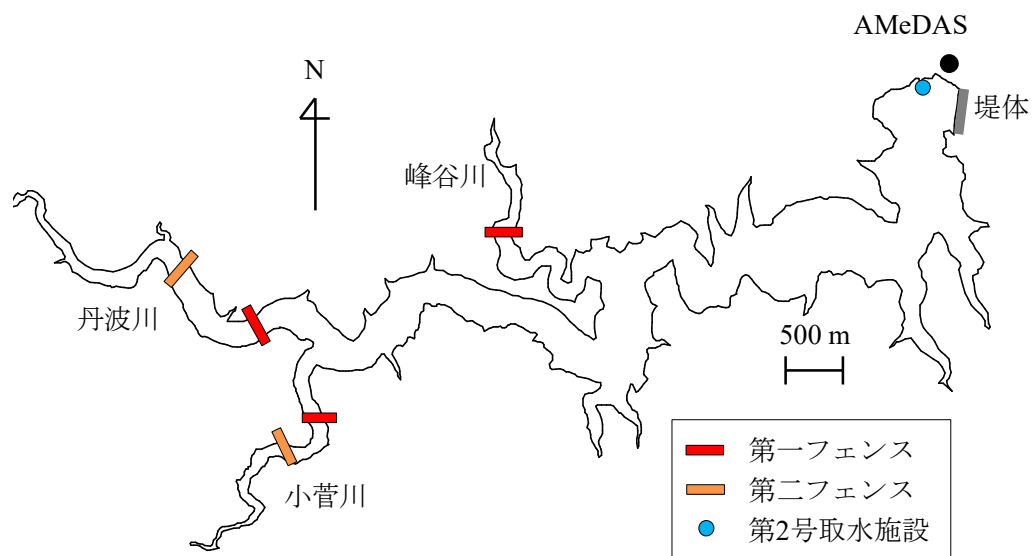 AMeDAS
N
堤体
峰谷川
丹波川
500 m
小菅川
第一フェンス
第二フェンス
第2号取水施設